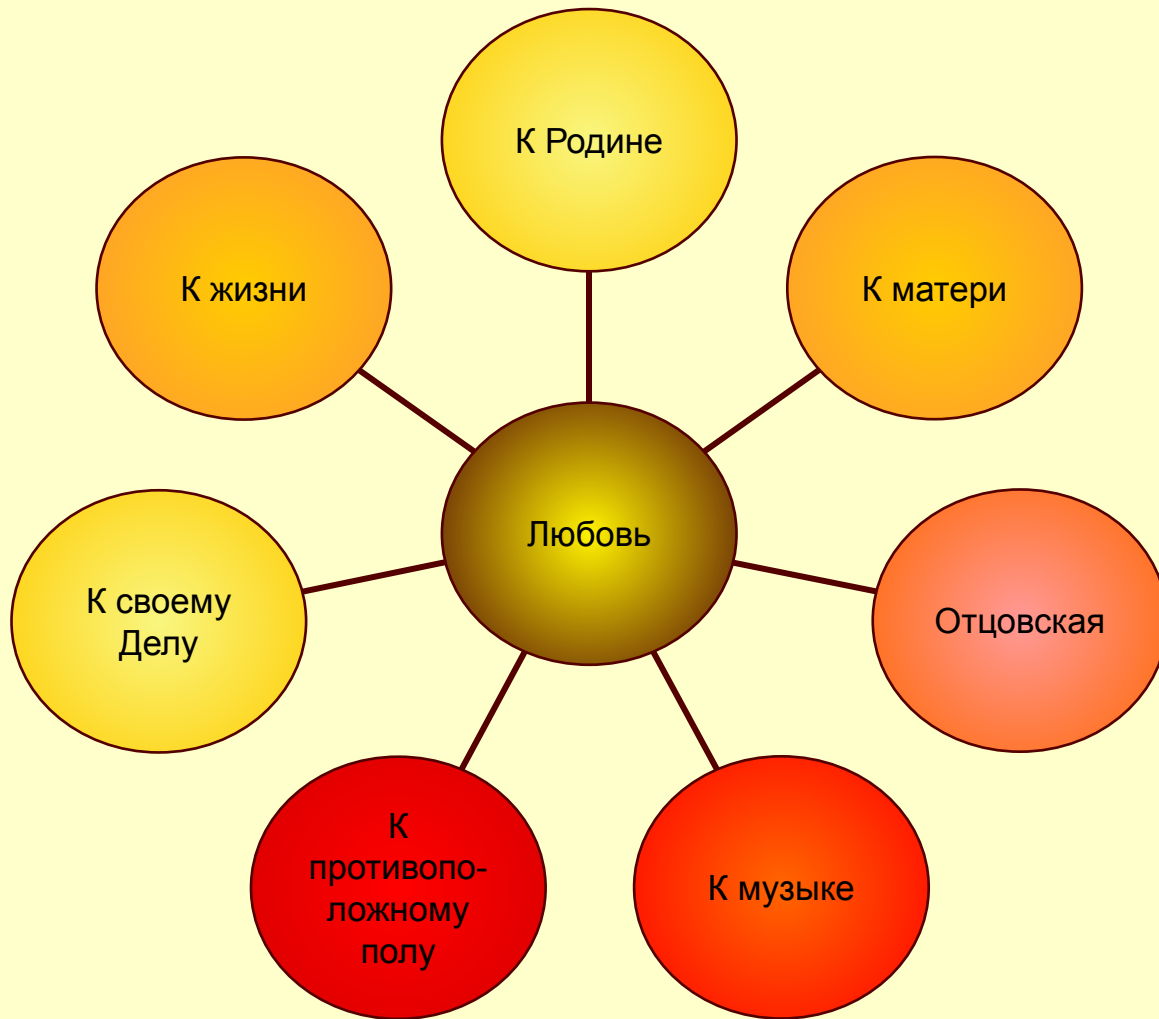 К Родине
К жизни
К матери
Любовь
К своему
Делу
Отцовская
К
противопо-
ложному
полу
К музыке